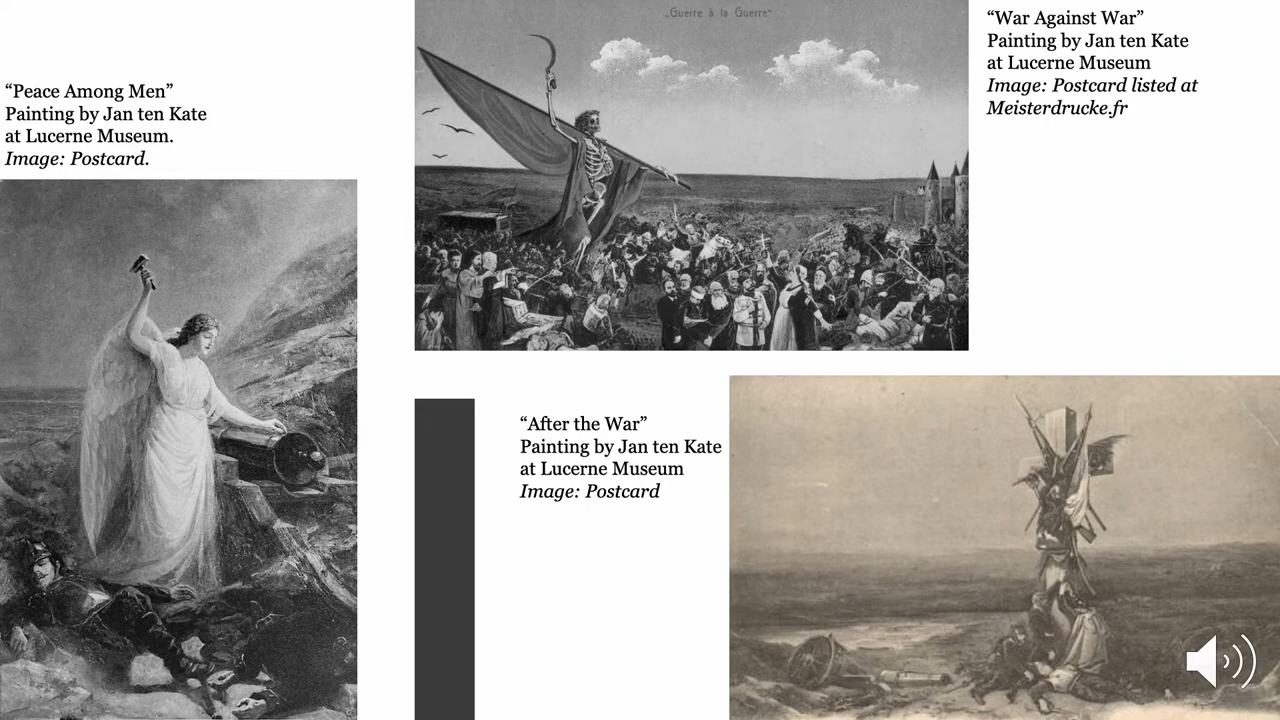 “Peace Among Men”
Painting by Jan ten Kate
at Lucerne Museum.
Image: Postcard.
„Guerre à la Guerre“
“War Against War”
Painting by Jan ten Kate
at Lucerne Museum
Image: Postcard listed at
Meisterdrucke.fr
“After the War”
Painting by Jan ten Kate
at Lucerne Museum
Image: Postcard